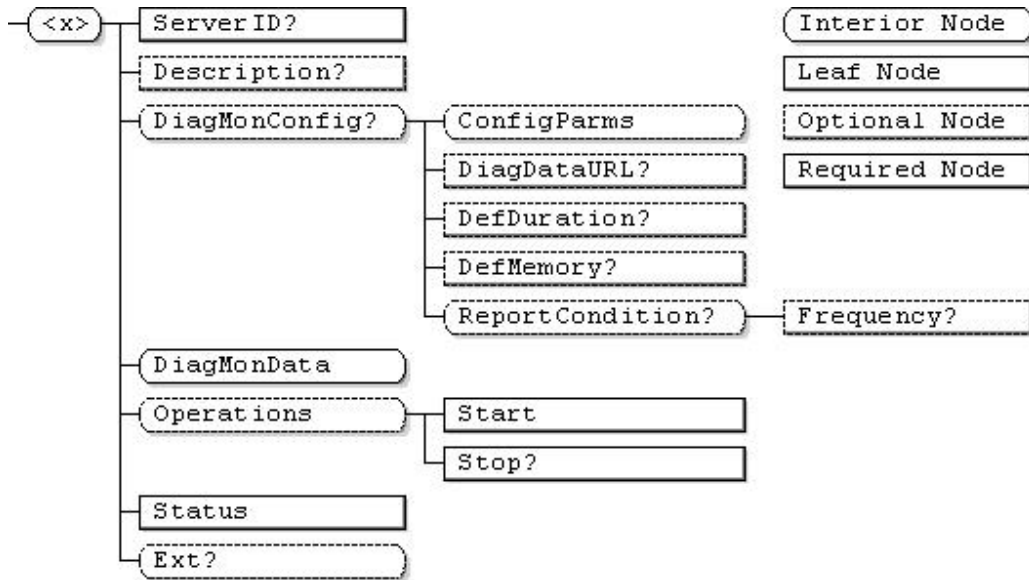 <x>
ServerID?
Description?
DiagMonConfig?
ConfigParms
DiagDataURL?
DefDuration?
DefMemory?
ReportCondition?
Frequency?
DiagMonData
Operations
Start
Stop?
Status
Ext?
Interior Node
Leaf Node
Optional Node
Required Node